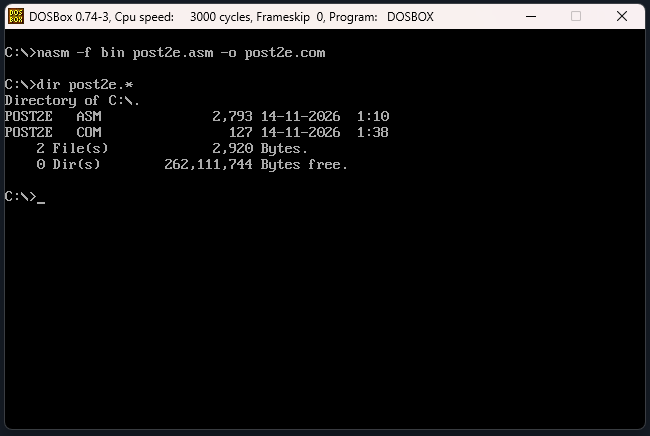 DOS BOX
DOSBox 0.74-3, Cpu speed: 3000 cycles, Frameskip 0, Program: DOSBOX
C:\>nasm -f bin post2e.asm -o post2e.com
C:\>dir post2e.*
Directory of C:\.
POST2E ASM 2,793 14-11-2026 1:10
POST2E COM 127 14-11-2026 1:38
2 File(s) 2,920 Bytes.
0 Dir(s) 262,111,744 Bytes free.
C:\>_